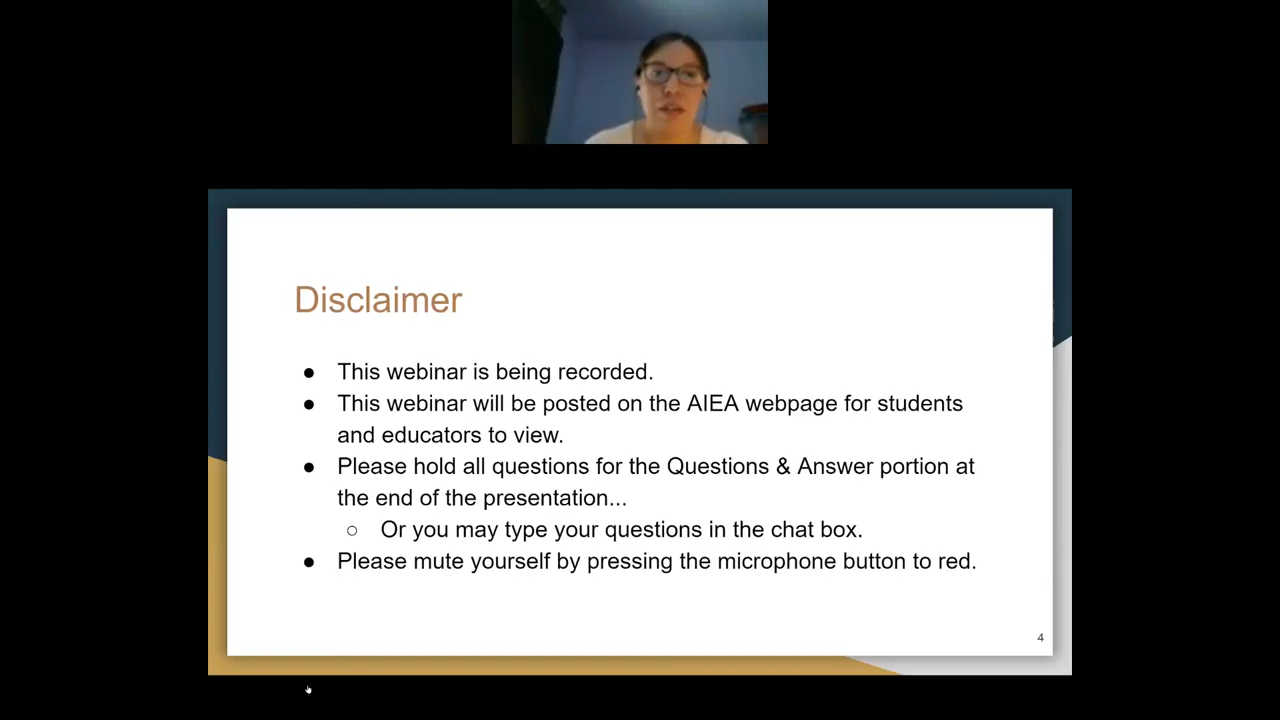 Disclaimer
● This webinar is being recorded.
● This webinar will be posted on the AIEA webpage for students
and educators to view.
● Please hold all questions for the Questions & Answer portion at
the end of the presentation...
○ Or you may type your questions in the chat box.
● Please mute yourself by pressing the microphone button to red.
4